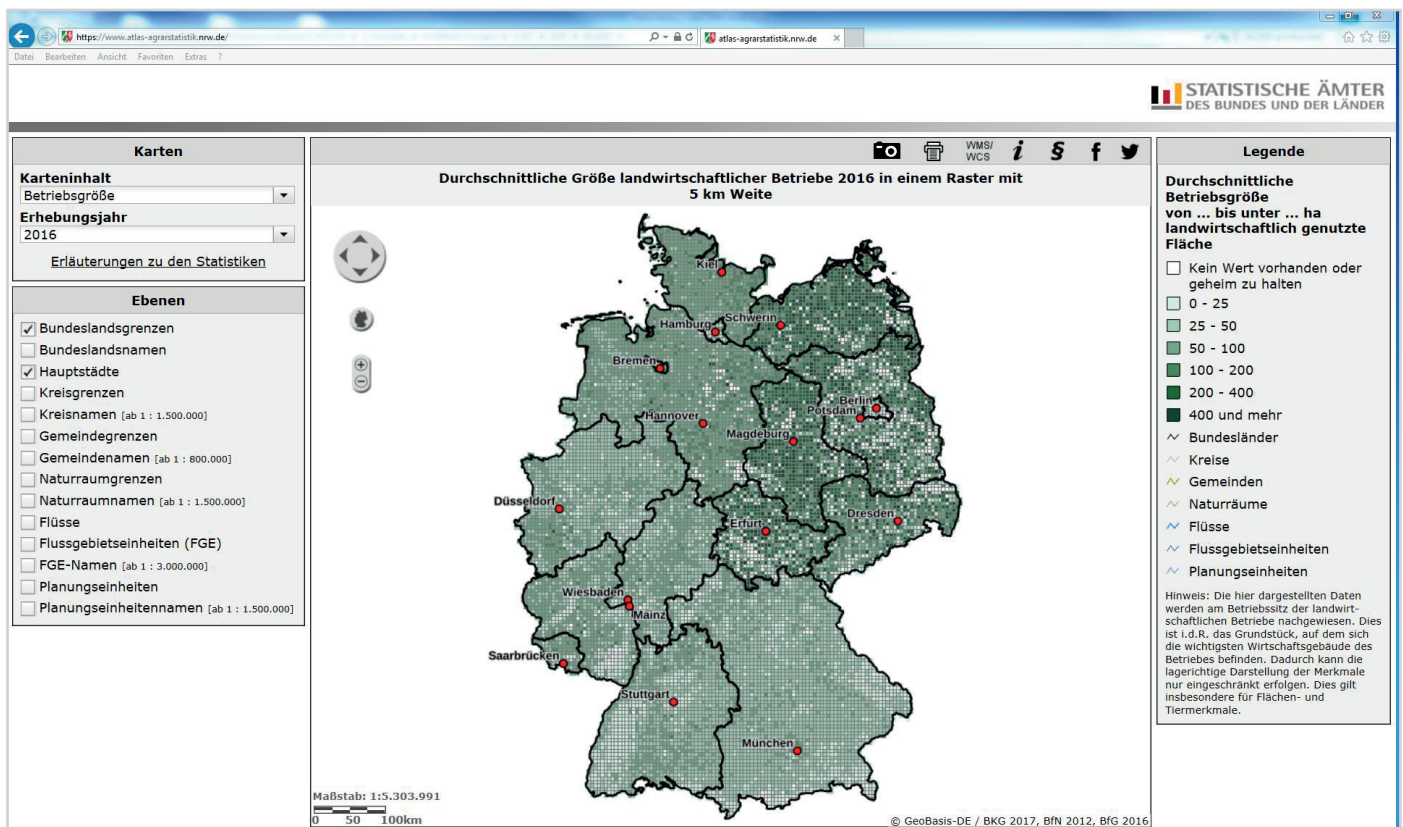 https://www.atlas-agrarstatistik.nrw.de/
atlas-agrarstatistik.nrw.de
Datei Bearbeiten Ansicht Favoriten Extras ?
STATISTISCHE ÄMTER
DES BUNDES UND DER LÄNDER
Karten
Karteninhalt
Betriebsgröße
Erhebungsjahr
2016
Erläuterungen zu den Statistiken
Ebenen
Bundeslandsgrenzen
Bundeslandsnamen
Hauptstädte
Kreisgrenzen
Kreisnamen [ab 1 : 1.500.000]
Gemeindegrenzen
Gemeindenamen [ab 1 : 800.000]
Naturraumgrenzen
Naturraumnamen [ab 1 : 1.500.000]
Flüsse
Flussgebietseinheiten (FGE)
FGE-Namen [ab 1 : 3.000.000]
Planungseinheiten
Planungseinheitennamen [ab 1 : 1.500.000]
WMS/
WCS
i § f
Durchschnittliche Größe landwirtschaftlicher Betriebe 2016 in einem Raster mit
5 km Weite
Kiel
Schwerin
Hamburg
Bremen
Berlin
Potsdam
Hannover
Magdeburg
Düsseldorf
Dresden
Erfurt
Wiesbaden
Mainz
Saarbrücken
Stuttgart
München
Maßstab: 1:5.303.991
0 50 100km
© GeoBasis-DE / BKG 2017, BfN 2012, BfG 2016
Legende
Durchschnittliche
Betriebsgröße
von ... bis unter ... ha
landwirtschaftlich genutzte
Fläche
Kein Wert vorhanden oder
geheim zu halten
0 - 25
25 - 50
50 - 100
100 - 200
200 - 400
400 und mehr
Bundesländer
Kreise
Gemeinden
Naturräume
Flüsse
Flussgebietseinheiten
Planungseinheiten
Hinweis: Die hier dargestellten Daten
werden am Betriebssitz der landwirt-
schaftlichen Betriebe nachgewiesen. Dies
ist i.d.R. das Grundstück, auf dem sich
die wichtigsten Wirtschaftsgebäude des
Betriebes befinden. Dadurch kann die
lagerichtige Darstellung der Merkmale
nur eingeschränkt erfolgen. Dies gilt
insbesondere für Flächen- und
Tiermerkmale.